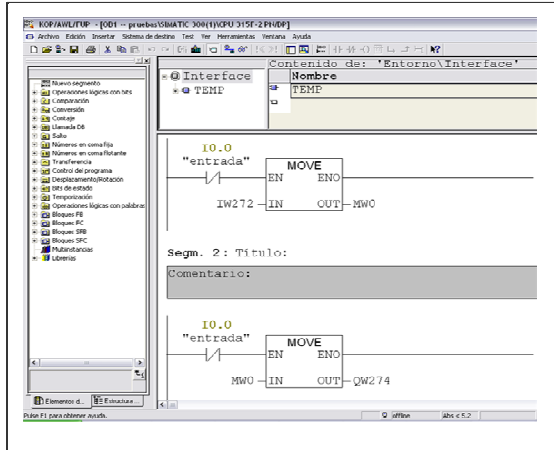 KOP/AWL/FUP - [OB1 -- pruebas\SIMATIC 300(1)\CPU 315F-2 PN/DP]
Archivo Edición Insertar Sistema de destino Test Ver Herramientas Ventana Ayuda
Contenido de: 'Entorno\Interface'
Interface
Nombre
TEMP
TEMP
Nuevo segmento
Operaciones lógicas con bits
Comparación
Conversión
Contaje
Llamada DB
Salto
Números en coma fija
Números en coma flotante
Transferencia
Control del programa
Desplazamiento/Rotación
Bits de estado
Temporización
Operaciones lógicas con palabras
Bloques FB
Bloques FC
Bloques SFB
Bloques SFC
Multiinstancias
Librerías
I0.0
"entrada"
MOVE
EN ENO
IW272 IN OUT MW0
Segm. 2: Título:
Comentario:
I0.0
"entrada"
MOVE
EN ENO
MW0 IN OUT QW274
Elementos d... Estructura ...
Pulse F1 para obtener ayuda.
offline Abs < 5.2